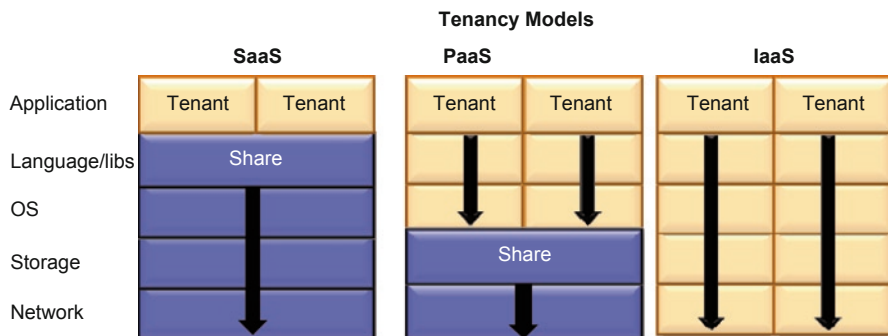 Tenancy Models
SaaS PaaS IaaS
Application Tenant Tenant Tenant Tenant Tenant Tenant
Language/libs Share
OS
Storage Share
Network